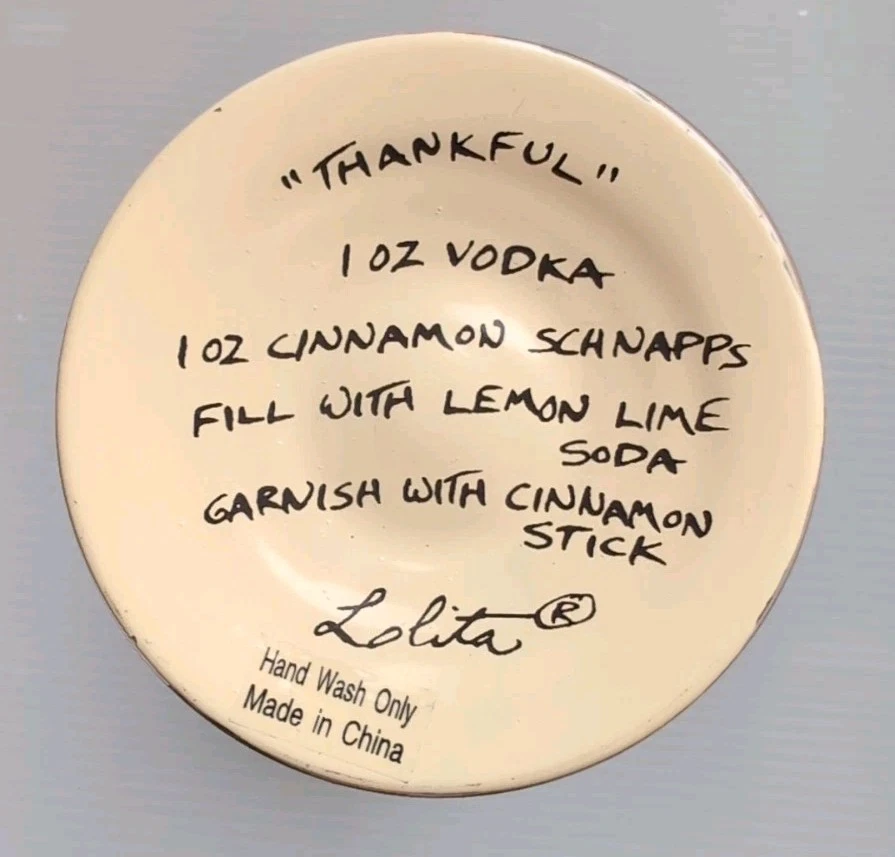 "THANKFUL"
1 OZ VODKA
1 OZ CINNAMON SCHNAPPS
FILL WITH LEMON LIME
SODA
GARNISH WITH CINNAMON
STICK
Lolita®
Hand Wash Only
Made in China